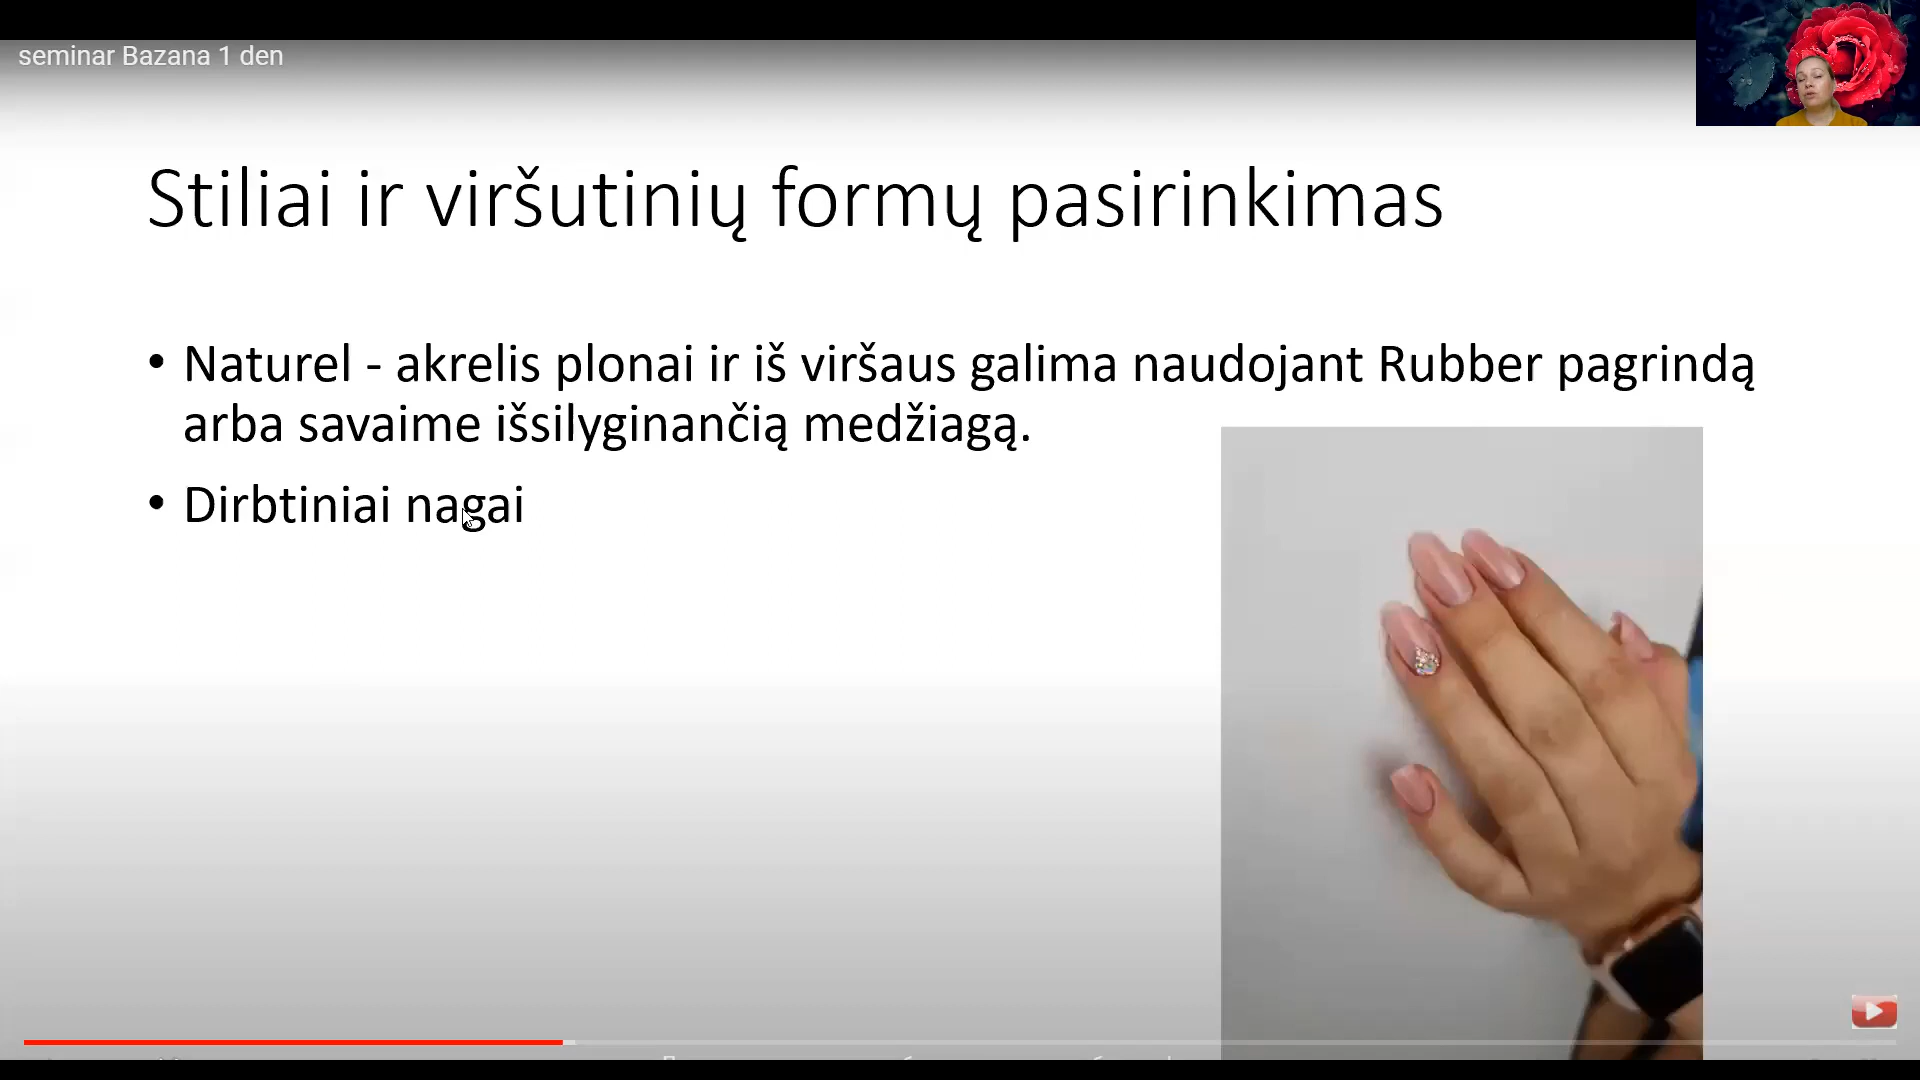 seminar Bazana 1 den
Stiliai ir viršutinių formų pasirinkimas
• Naturel - akrelis plonai ir iš viršaus galima naudojant Rubber pagrindą
arba savaime išsilyginančią medžiagą.
• Dirbtiniai nagai